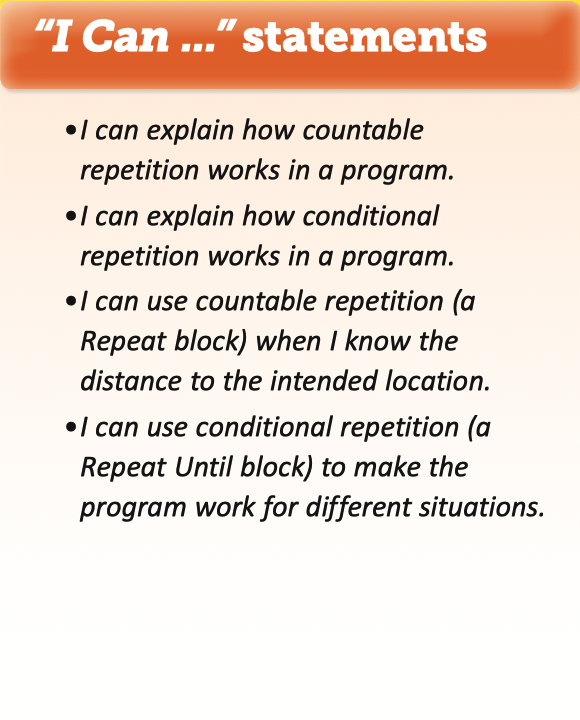 “I Can ...” statements
•I can explain how countable
repetition works in a program.
•I can explain how conditional
repetition works in a program.
•I can use countable repetition (a
Repeat block) when I know the
distance to the intended location.
•I can use conditional repetition (a
Repeat Until block) to make the
program work for different situations.